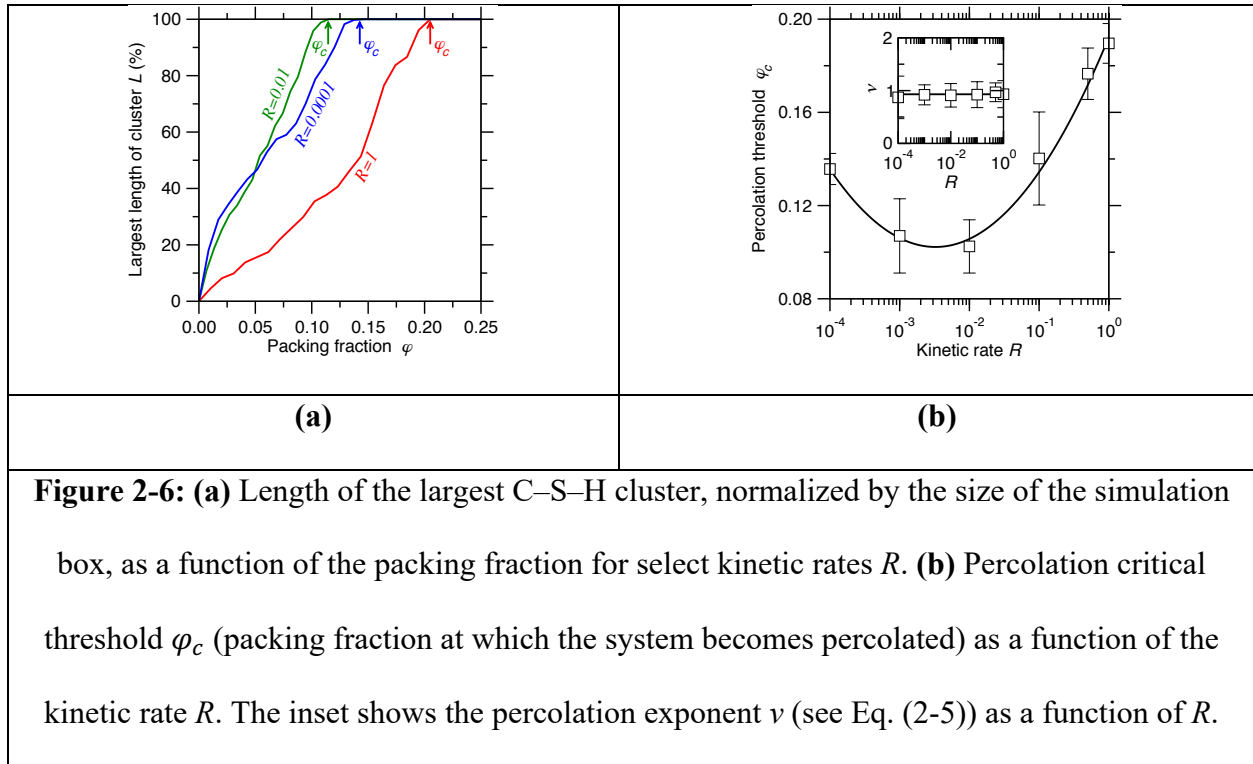 Largest length of cluster L (%)
100
80
60
40
20
0
φc
φc
φc
R=0.01
R=0.0001
R=1
0.00 0.05 0.10 0.15 0.20 0.25
Packing fraction φ
Percolation threshold φc
0.20
0.16
0.12
0.08
2
1
0
ν
10⁻⁴ 10⁻² 10⁰
R
10⁻⁴ 10⁻³ 10⁻² 10⁻¹ 10⁰
Kinetic rate R
(a) (b)
Figure 2-6: (a) Length of the largest C–S–H cluster, normalized by the size of the simulation
box, as a function of the packing fraction for select kinetic rates R. (b) Percolation critical
threshold φc (packing fraction at which the system becomes percolated) as a function of the
kinetic rate R. The inset shows the percolation exponent ν (see Eq. (2-5)) as a function of R.